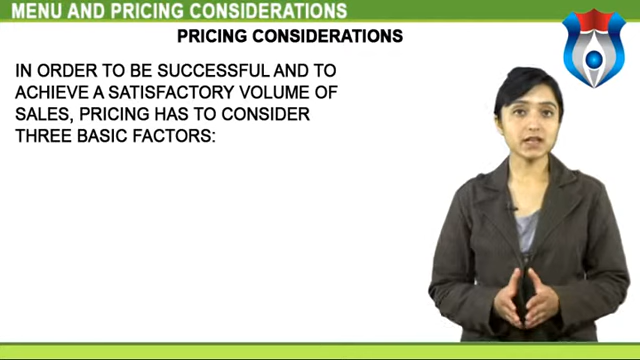 MENU AND PRICING CONSIDERATIONS
PRICING CONSIDERATIONS
IN ORDER TO BE SUCCESSFUL AND TO
ACHIEVE A SATISFACTORY VOLUME OF
SALES, PRICING HAS TO CONSIDER
THREE BASIC FACTORS: